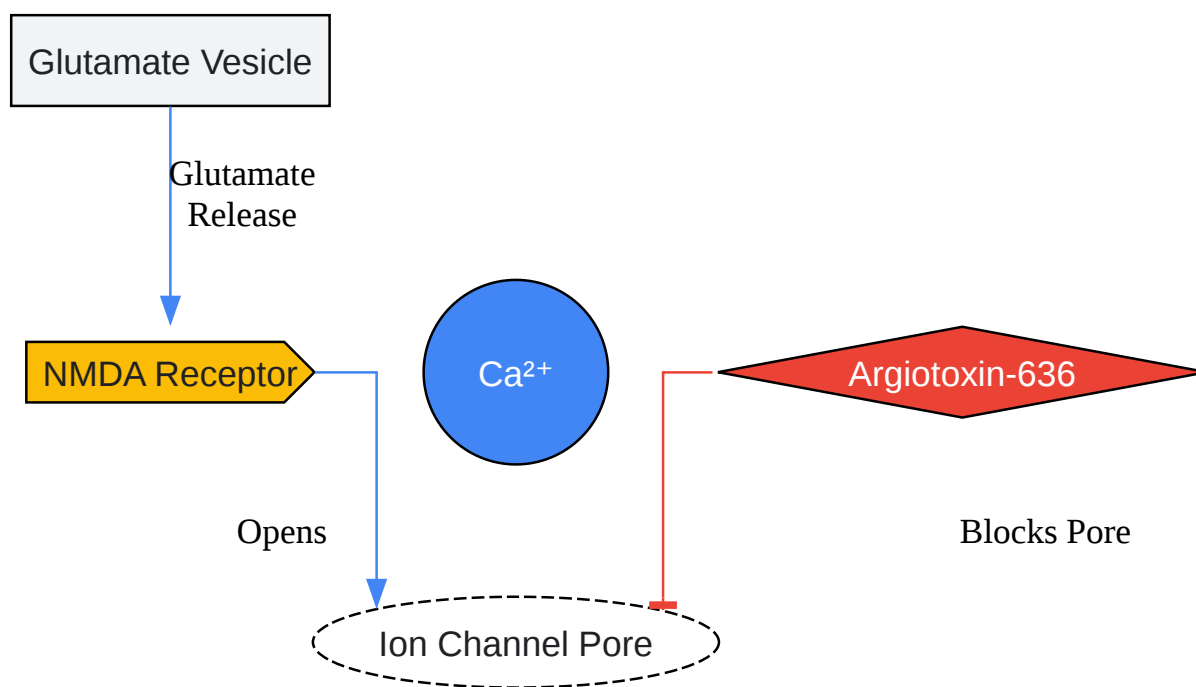 Glutamate Vesicle
Glutamate
Release
NMDA Receptor
Ca²⁺
Argiotoxin-636
Opens
Blocks Pore
Ion Channel Pore